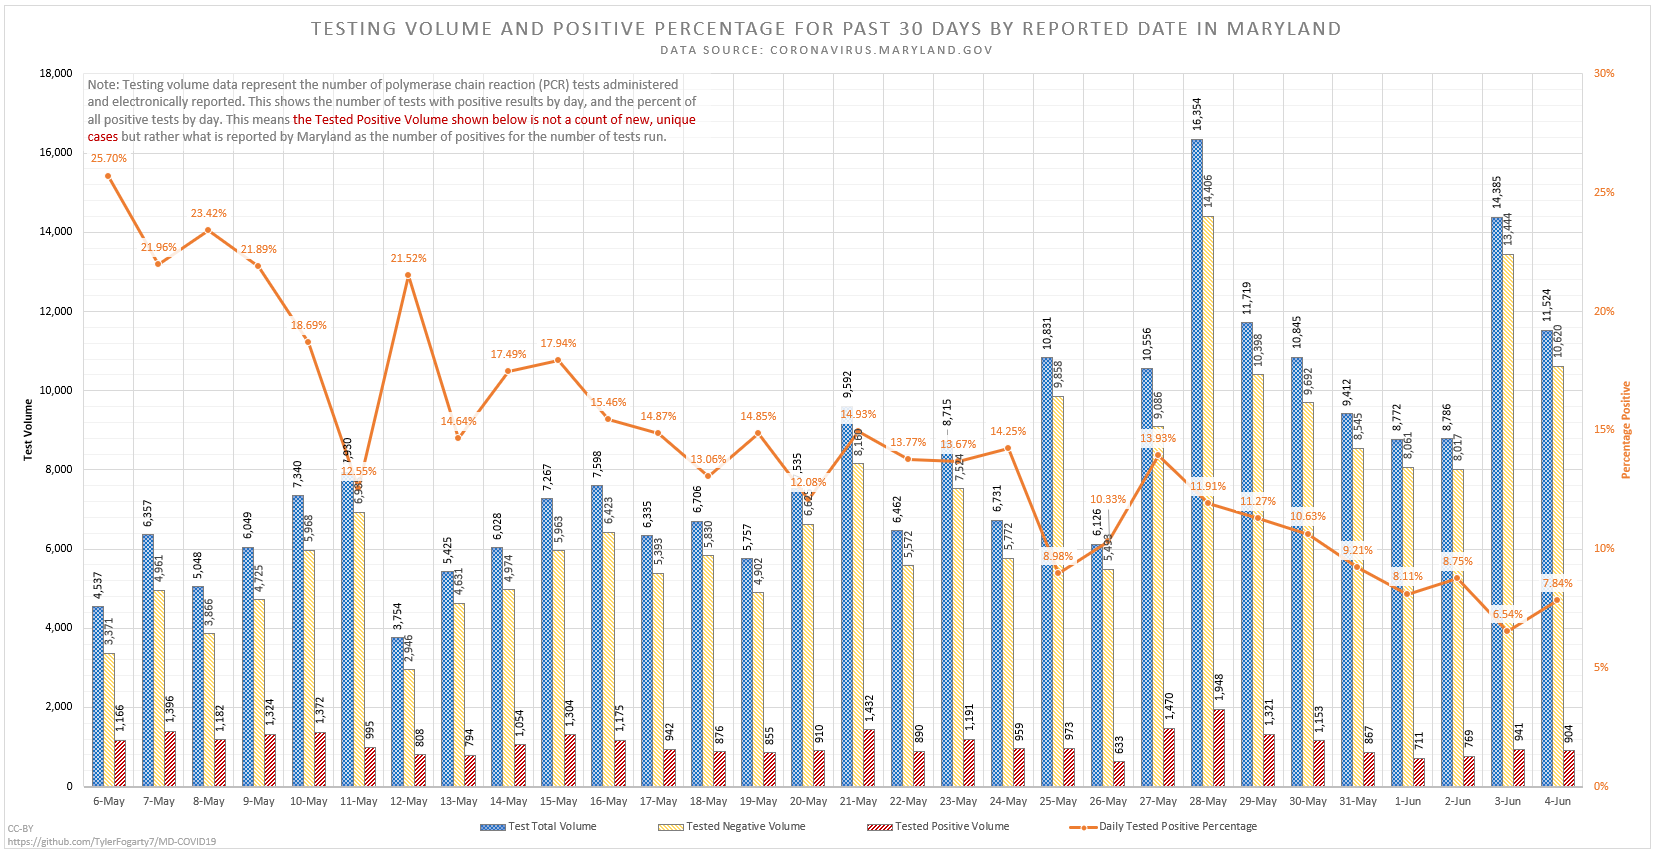 TESTING VOLUME AND POSITIVE PERCENTAGE FOR PAST 30 DAYS BY REPORTED DATE IN MARYLAND
DATA SOURCE: CORONAVIRUS.MARYLAND.GOV
Note: Testing volume data represent the number of polymerase chain reaction (PCR) tests administered
and electronically reported. This shows the number of tests with positive results by day, and the percent of
all positive tests by day. This means the Tested Positive Volume shown below is not a count of new, unique
cases but rather what is reported by Maryland as the number of positives for the number of tests run.
Test Volume
18,000
16,000
14,000
12,000
10,000
8,000
6,000
4,000
2,000
0
Percentage Positive
30%
25%
20%
15%
10%
5%
0%
25.70% 21.96% 23.42% 21.89% 18.69% 12.55% 21.52% 14.64% 17.49% 17.94% 15.46% 14.87% 13.06% 14.85% 12.08% 14.93% 13.77% 13.67% 14.25% 8.98% 10.33% 13.93% 11.91% 11.27% 10.63% 9.21% 8.11% 8.75% 6.54% 7.84%
4,537 6,357 5,048 6,049 7,340 7,930 3,754 5,425 6,028 7,267 7,598 6,335 6,706 5,757 9,592 6,462 8,715 6,731 10,831 6,126 10,556 16,354 11,719 10,845 9,412 8,772 8,786 14,385 11,524
3,371 4,961 3,866 4,725 5,968 2,946 4,631 4,974 5,963 6,423 5,393 5,830 4,902 8,160 5,572 7,524 5,772 9,858 5,493 9,086 14,406 10,398 9,692 8,545 8,061 8,017 13,444 10,620
1,166 1,396 1,182 1,324 1,372 995 808 794 1,054 1,304 1,175 942 876 855 910 1,432 890 1,191 959 973 633 1,470 1,948 1,321 1,153 867 711 769 941 904
6-May 7-May 8-May 9-May 10-May 11-May 12-May 13-May 14-May 15-May 16-May 17-May 18-May 19-May 20-May 21-May 22-May 23-May 24-May 25-May 26-May 27-May 28-May 29-May 30-May 31-May 1-Jun 2-Jun 3-Jun 4-Jun
Test Total Volume Tested Negative Volume Tested Positive Volume Daily Tested Positive Percentage
CC-BY
https://github.com/TylerFogarty7/MD-COVID19